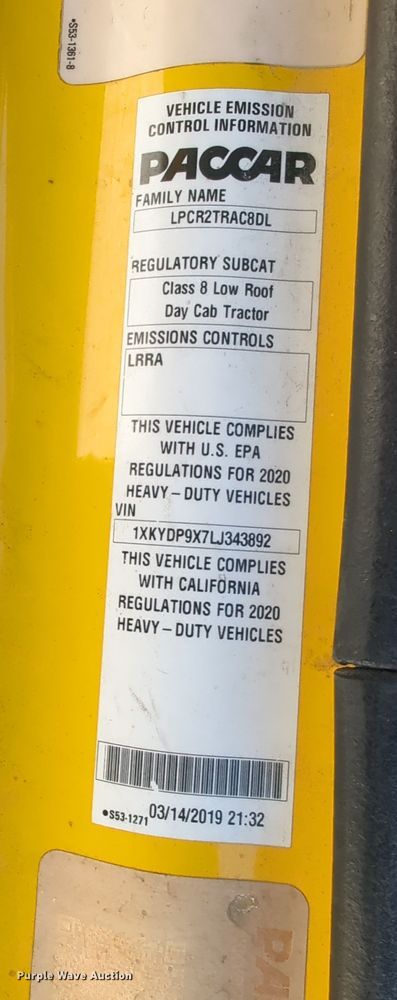 •S53-1361-8
VEHICLE EMISSION
CONTROL INFORMATION
PACCAR
FAMILY NAME
LPCR2TRAC8DL
REGULATORY SUBCAT
Class 8 Low Roof
Day Cab Tractor
EMISSIONS CONTROLS
LRRA
THIS VEHICLE COMPLIES
WITH U.S. EPA
REGULATIONS FOR 2020
HEAVY – DUTY VEHICLES
VIN
1XKYDP9X7LJ343892
THIS VEHICLE COMPLIES
WITH CALIFORNIA
REGULATIONS FOR 2020
HEAVY – DUTY VEHICLES
•S53-1271 03/14/2019 21:32
PA
Purple Wave Auction